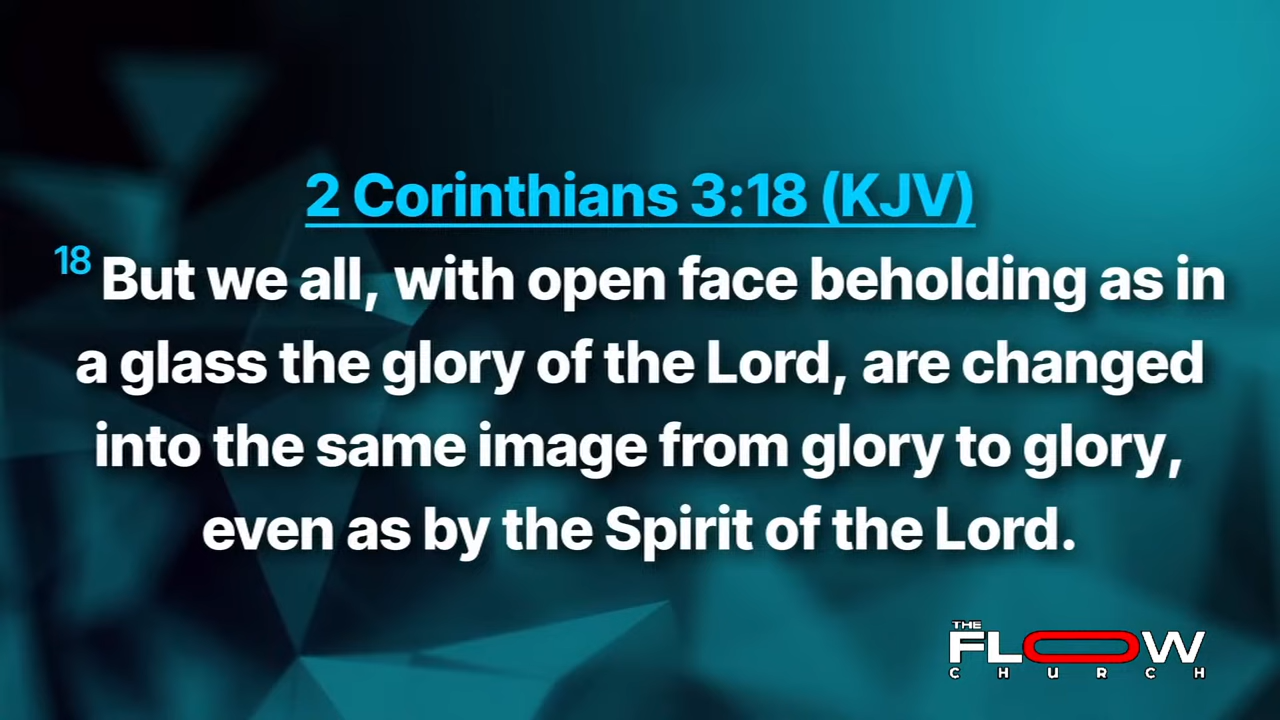 2 Corinthians 3:18 (KJV)
18 But we all, with open face beholding as in
a glass the glory of the Lord, are changed
into the same image from glory to glory,
even as by the Spirit of the Lord.
THE
FLOW
CHURCH